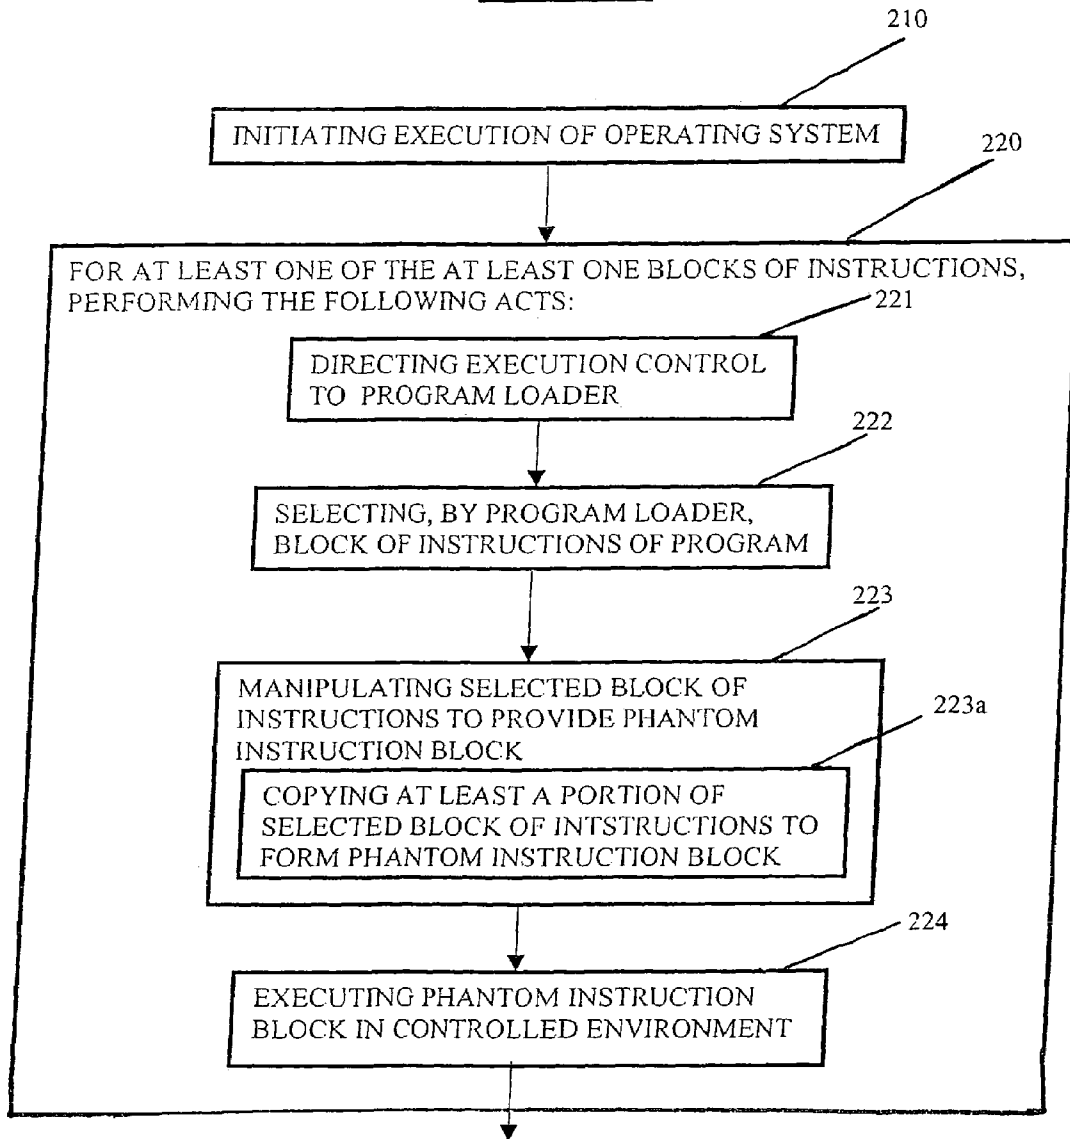 210
INITIATING EXECUTION OF OPERATING SYSTEM
220
FOR AT LEAST ONE OF THE AT LEAST ONE BLOCKS OF INSTRUCTIONS,
PERFORMING THE FOLLOWING ACTS:
221
DIRECTING EXECUTION CONTROL
TO PROGRAM LOADER
222
SELECTING, BY PROGRAM LOADER,
BLOCK OF INSTRUCTIONS OF PROGRAM
223
MANIPULATING SELECTED BLOCK OF
INSTRUCTIONS TO PROVIDE PHANTOM
INSTRUCTION BLOCK
223a
COPYING AT LEAST A PORTION OF
SELECTED BLOCK OF INTSTRUCTIONS TO
FORM PHANTOM INSTRUCTION BLOCK
224
EXECUTING PHANTOM INSTRUCTION
BLOCK IN CONTROLLED ENVIRONMENT